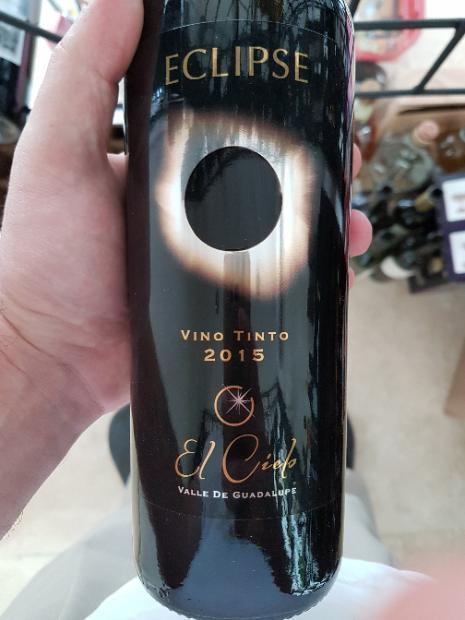 ECLIPSE
VINO TINTO
2015
El Cielo
VALLE DE GUADALUPE